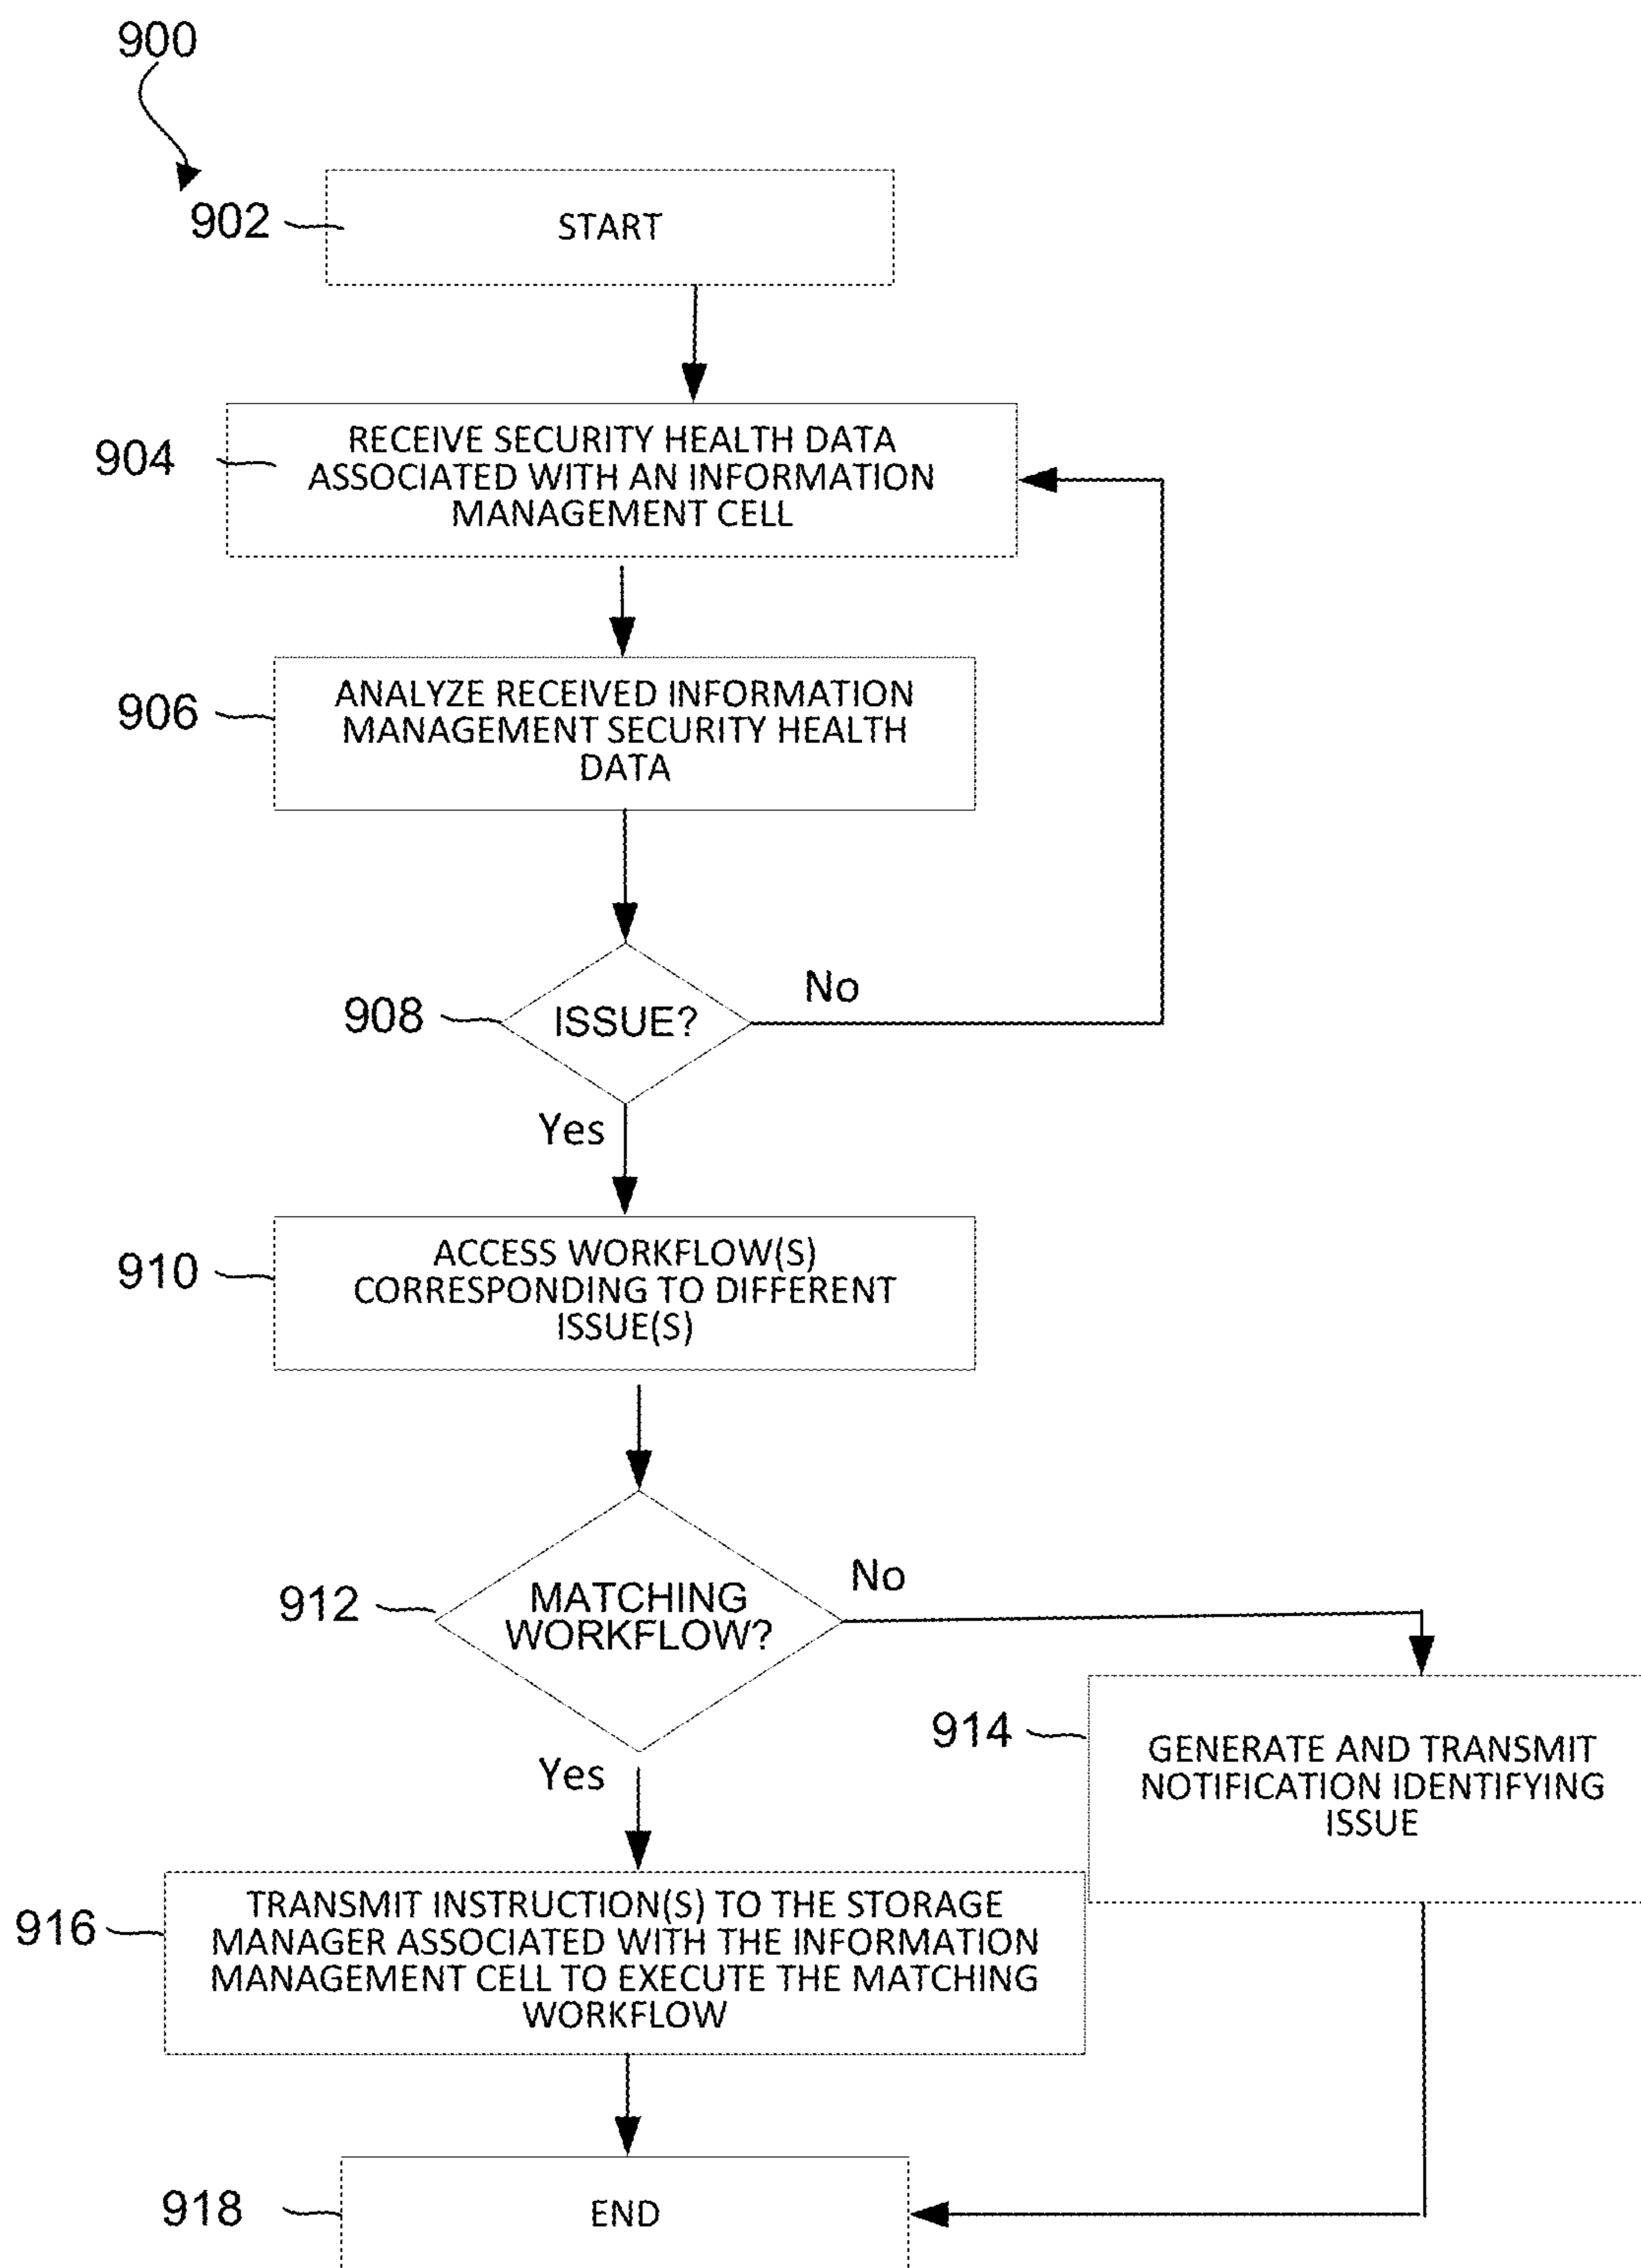 900
902
START
904
RECEIVE SECURITY HEALTH DATA
ASSOCIATED WITH AN INFORMATION
MANAGEMENT CELL
906
ANALYZE RECEIVED INFORMATION
MANAGEMENT SECURITY HEALTH
DATA
908
ISSUE?
No
Yes
910
ACCESS WORKFLOW(S)
CORRESPONDING TO DIFFERENT
ISSUE(S)
912
MATCHING
WORKFLOW?
No
Yes
914
GENERATE AND TRANSMIT
NOTIFICATION IDENTIFYING
ISSUE
916
TRANSMIT INSTRUCTION(S) TO THE STORAGE
MANAGER ASSOCIATED WITH THE INFORMATION
MANAGEMENT CELL TO EXECUTE THE MATCHING
WORKFLOW
918
END